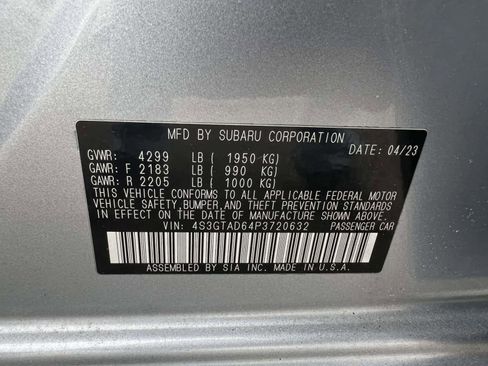 MFD BY SUBARU CORPORATION DATE: 04/23
GVWR: 4299 LB ( 1950 KG)
GAWR: F 2183 LB ( 990 KG)
GAWR: R 2205 LB ( 1000 KG)
THIS VEHICLE CONFORMS TO ALL APPLICABLE FEDERAL MOTOR
VEHICLE SAFETY,BUMPER,AND THEFT PREVENTION STANDARDS
IN EFFECT ON THE DATE OF MANUFACTURE SHOWN ABOVE.
VIN: 4S3GTAD64P3720632 PASSENGER CAR
ASSEMBLED BY SIA INC. MADE IN U.S.A.